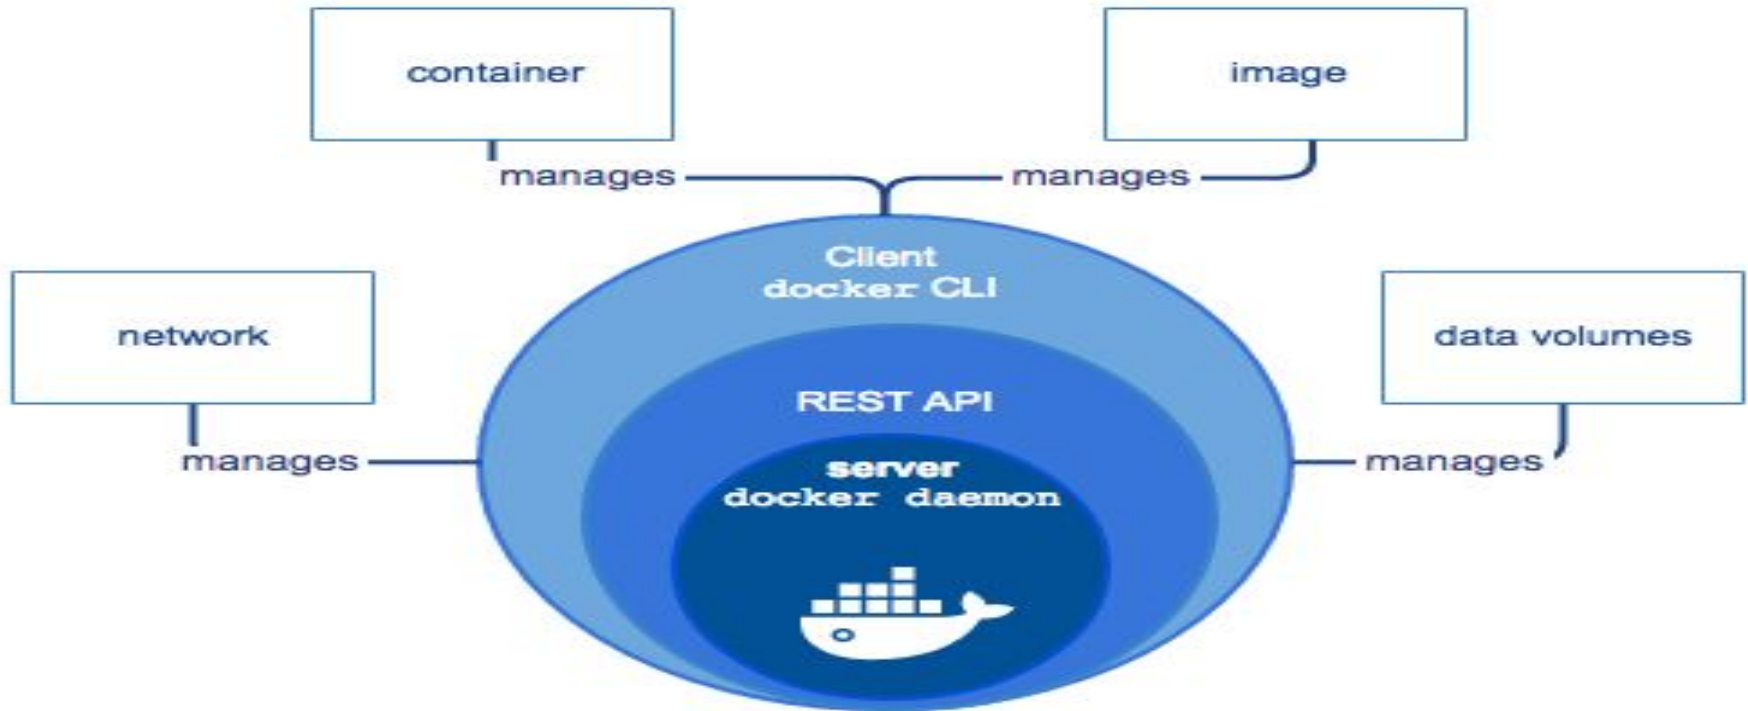 container
image
manages
manages
Client
docker CLI
network
data volumes
REST API
manages
server
manages
docker daemon